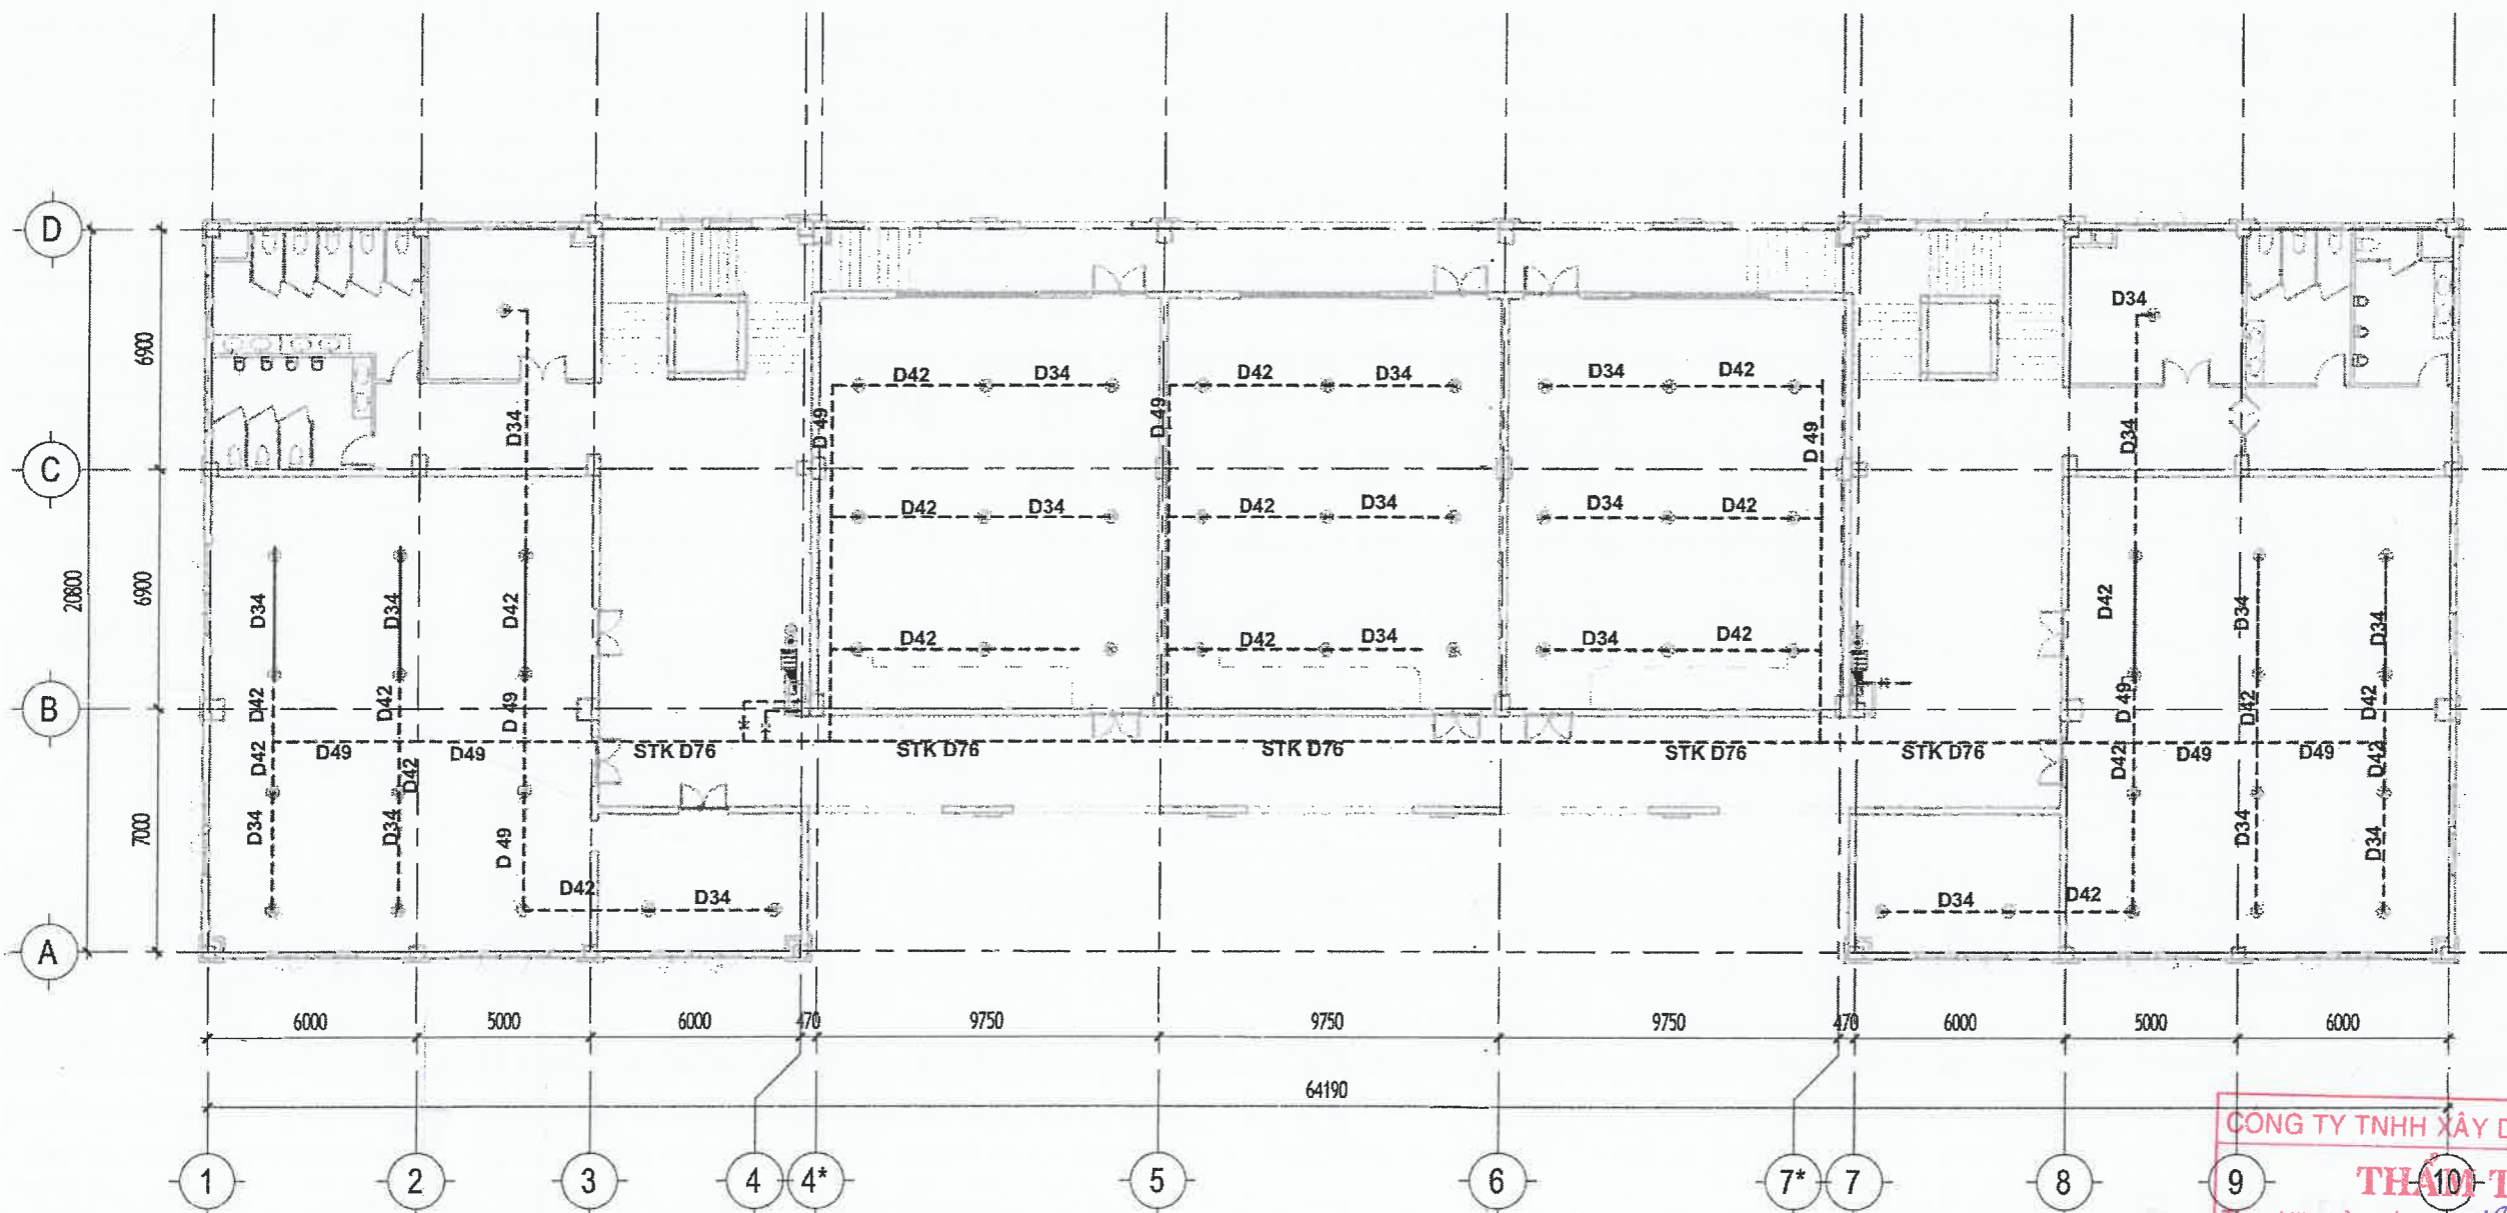 D
C
B
A
6900
6900
7000
20800
D34
D34
D42 D34 D42 D34 D34 D42
D34
D 49 D 49 D 49 D34
D42 D34 D42 D34 D34 D42
D34 D34 D42 D42 D34 D34
D42 D42 D34 D34 D42
D42 D42 D 49 D 49 D42 D42
D49 D49 STK D76 STK D76 STK D76 STK D76 STK D76 D49 D49
D42 D42 D42 D42
D34 D34 D 49 D34 D34
D42 D34 D34 D42
6000 5000 6000 470 9750 9750 9750 470 6000 5000 6000
64190
1 2 3 4 4* 5 6 7* 7 8 9 10
CÔNG TY TNHH XÂY D
THẨM T